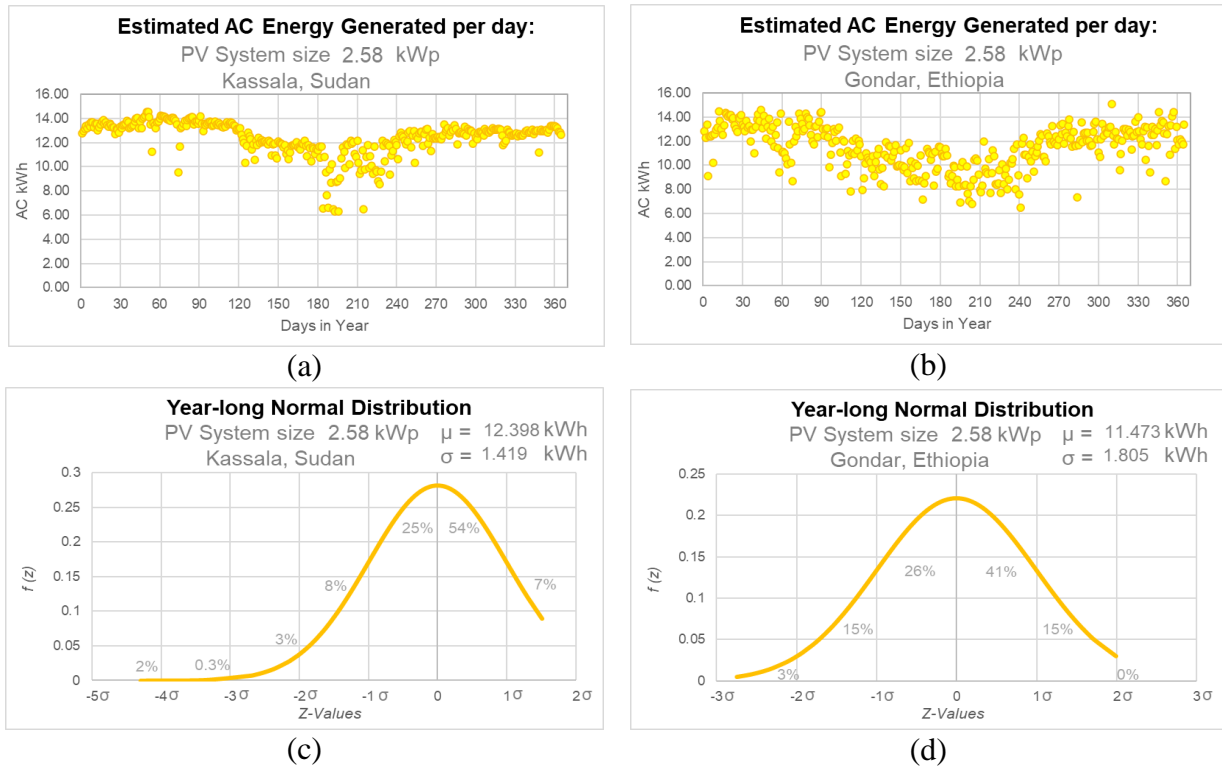 Estimated AC Energy Generated per day:
PV System size 2.58 kWp
Kassala, Sudan
16.00
14.00
12.00
10.00
8.00
6.00
4.00
2.00
0.00
AC kWh
0 30 60 90 120 150 180 210 240 270 300 330 360
Days in Year
(a)
Estimated AC Energy Generated per day:
PV System size 2.58 kWp
Gondar, Ethiopia
16.00
14.00
12.00
10.00
8.00
6.00
4.00
2.00
0.00
AC kWh
0 30 60 90 120 150 180 210 240 270 300 330 360
Days in Year
(b)
Year-long Normal Distribution
PV System size 2.58 kWp μ = 12.398 kWh
Kassala, Sudan σ = 1.419 kWh
0.3
0.25
0.2
0.15
0.1
0.05
0
f (z)
25% 54%
8% 7%
3%
2% 0.3%
-5σ -4σ -3σ -2σ -1σ 0 1σ 2σ
Z-Values
(c)
Year-long Normal Distribution
PV System size 2.58 kWp μ = 11.473 kWh
Gondar, Ethiopia σ = 1.805 kWh
0.25
0.2
0.15
0.1
0.05
0
f (z)
26% 41%
15% 15%
3% 0%
-3σ -2σ -1σ 0 1σ 2σ 3σ
Z-Values
(d)